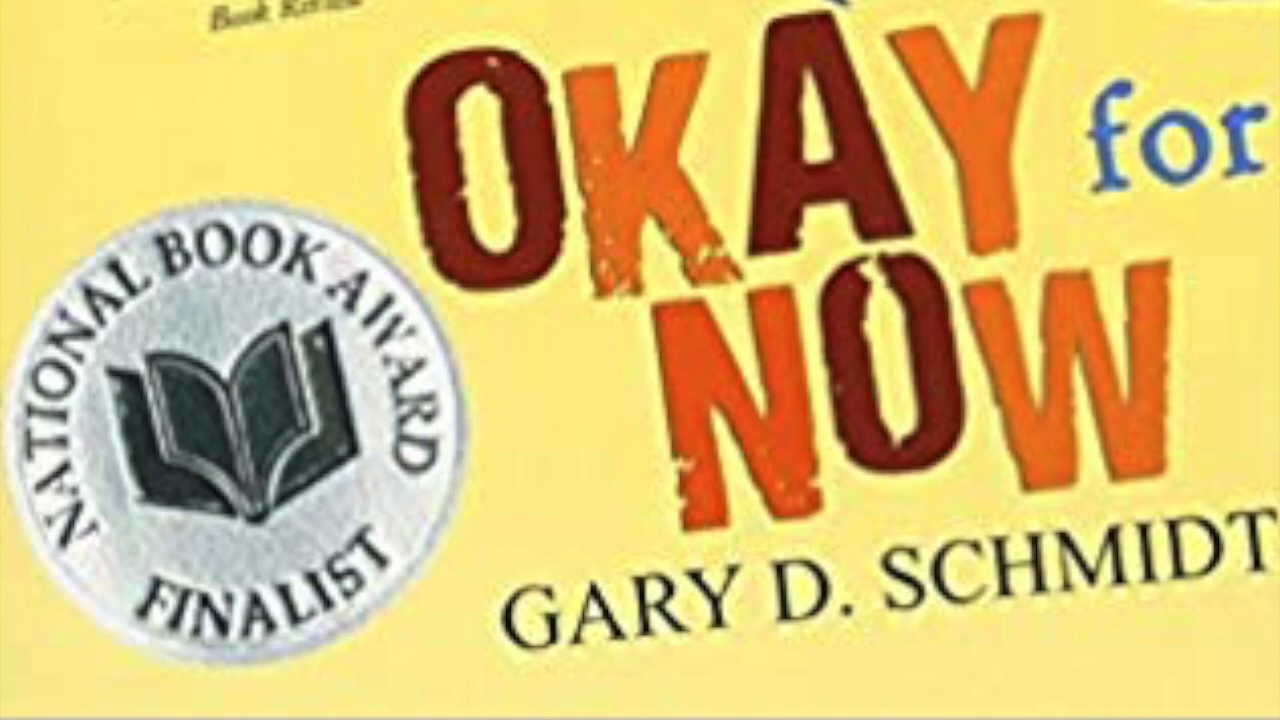 Book Review
OKAY for
NOW
GARY D. SCHMIDT
NATIONAL BOOK AWARD
FINALIST